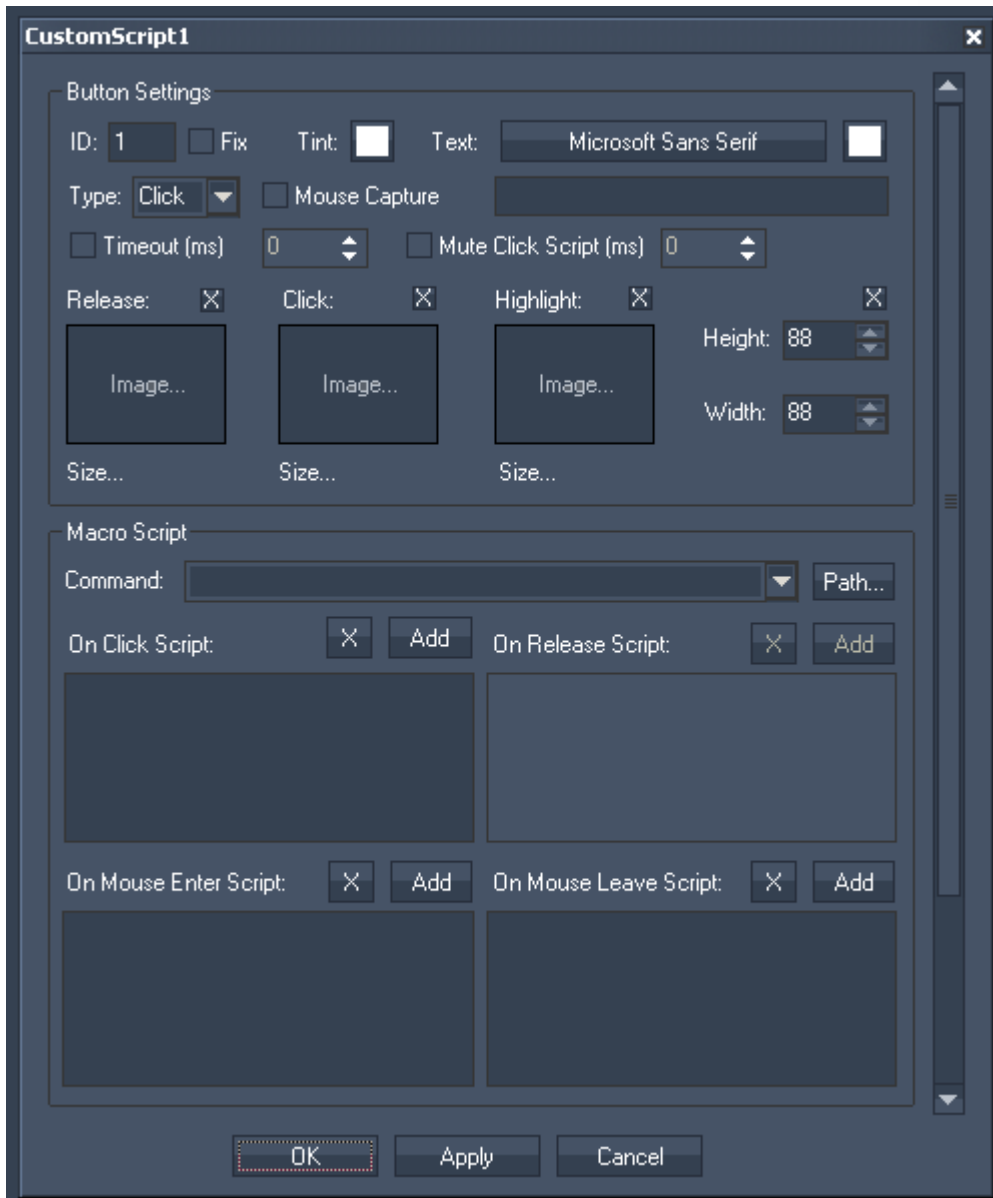 CustomScript1
Button Settings
ID: 1 Fix Tint: Text: Microsoft Sans Serif
Type: Click Mouse Capture
Timeout (ms) 0 Mute Click Script (ms) 0
Release: X Click: X Highlight: X X
Height: 88
Image... Image... Image...
Width: 88
Size... Size... Size...
Macro Script
Command: Path...
On Click Script: X Add On Release Script: X Add
On Mouse Enter Script: X Add On Mouse Leave Script: X Add
OK Apply Cancel